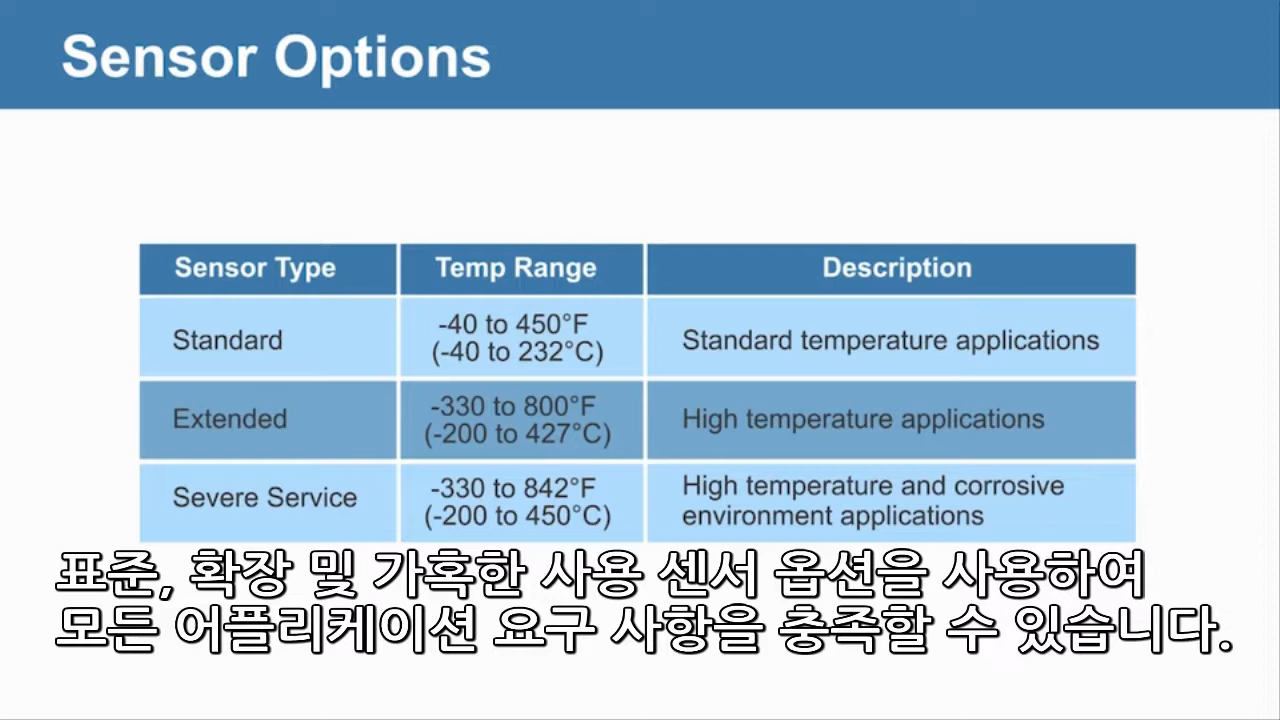 Sensor Options
Sensor Type Temp Range Description
Standard -40 to 450°F (-40 to 232°C) Standard temperature applications
Extended -330 to 800°F (-200 to 427°C) High temperature applications
Severe Service -330 to 842°F (-200 to 450°C) High temperature and corrosive environment applications
표준, 확장 및 가혹한 사용 센서 옵션을 사용하여
모든 어플리케이션 요구 사항을 충족할 수 있습니다.